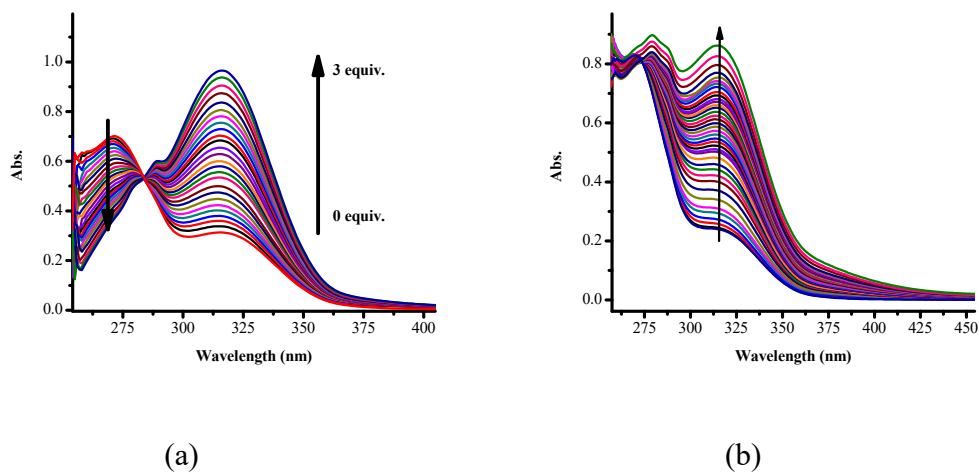 1.0
0.8
0.6
0.4
0.2
0.0
Abs.
3 equiv.
0 equiv.
275 300 325 350 375 400
Wavelength (nm)
(a)
0.8
0.6
0.4
0.2
0.0
Abs.
275 300 325 350 375 400 425 450
Wavelength (nm)
(b)